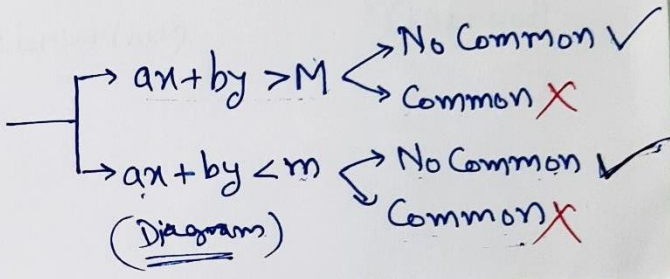 No Common ✓
ax+by >M
Common ✗
No Common ✓
ax+by <m
Common ✗
(Diagram)